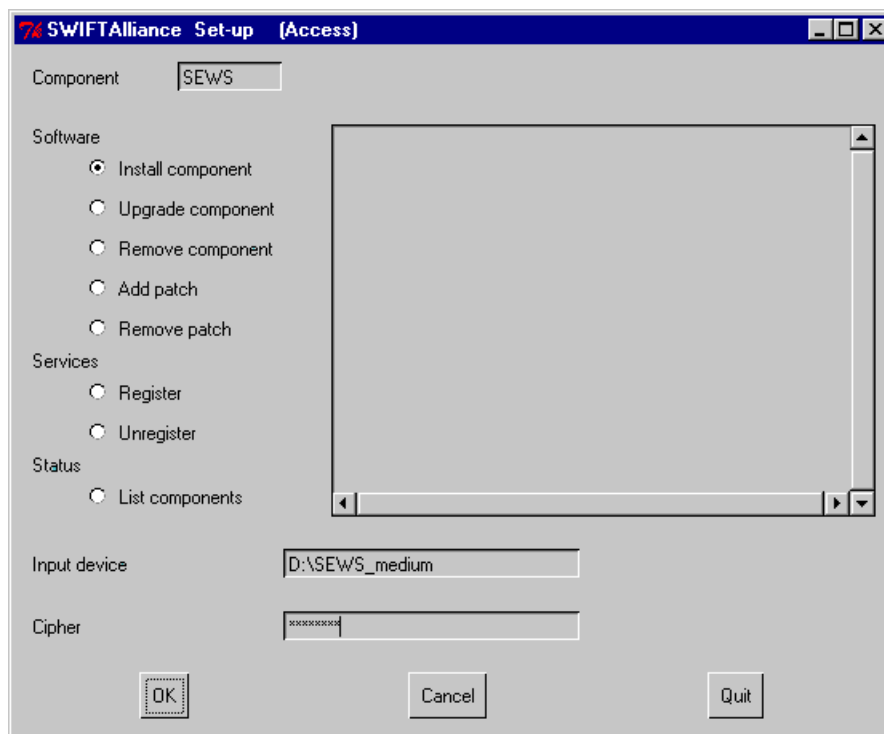 SWIFTAlliance Set-up (Access)
Component SEWS
Software
Install component
Upgrade component
Remove component
Add patch
Remove patch
Services
Register
Unregister
Status
List components
Input device D:\SEWS_medium
Cipher ********
OK Cancel Quit